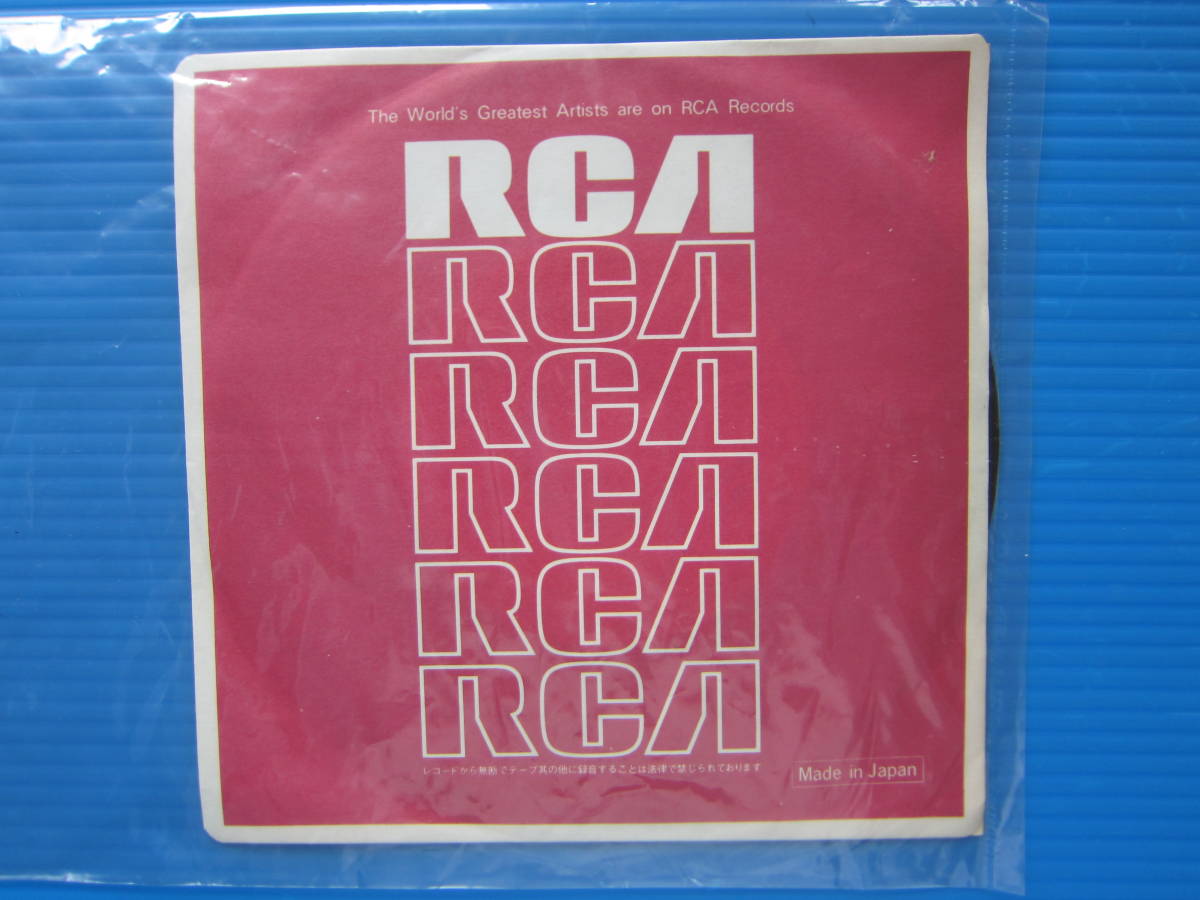 The World's Greatest Artists are on RCA Records
RCA
RCA
RCA
RCA
RCA
RCA
レコードから無断でテープ其の他に録音することは法律で禁じられております
Made in Japan